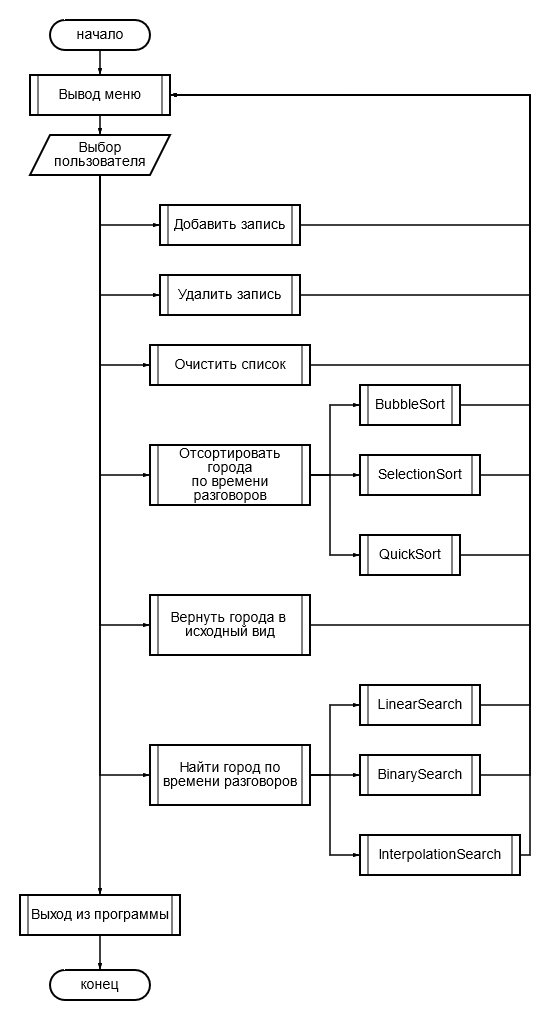 начало
Вывод меню
Выбор
пользователя
Добавить запись
Удалить запись
Очистить список
Отсортировать
города
по времени
разговоров
BubbleSort
SelectionSort
QuickSort
Вернуть города в
исходный вид
Найти город по
времени разговоров
LinearSearch
BinarySearch
InterpolationSearch
Выход из программы
конец